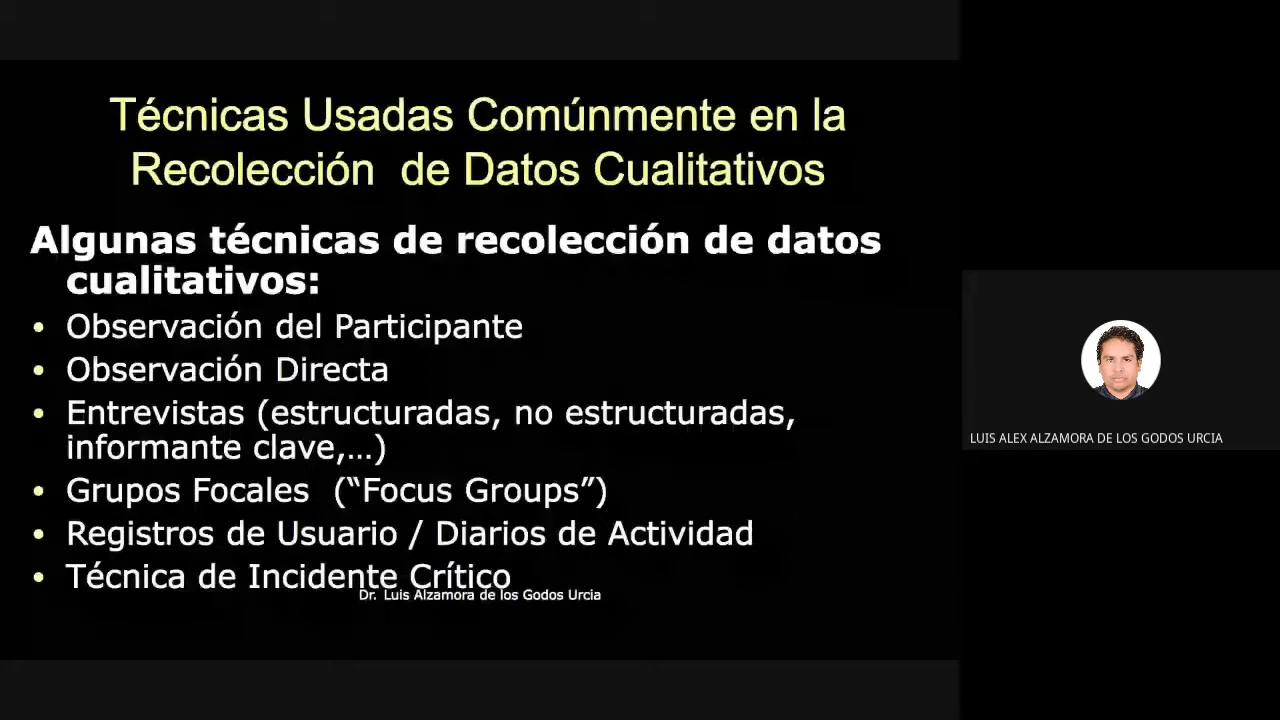 Técnicas Usadas Comúnmente en la
Recolección de Datos Cualitativos
Algunas técnicas de recolección de datos
cualitativos:
• Observación del Participante
• Observación Directa
• Entrevistas (estructuradas, no estructuradas,
informante clave,...)
• Grupos Focales (“Focus Groups”)
• Registros de Usuario / Diarios de Actividad
• Técnica de Incidente Crítico
Dr. Luis Alzamora de los Godos Urcia
LUIS ALEX ALZAMORA DE LOS GODOS URCIA